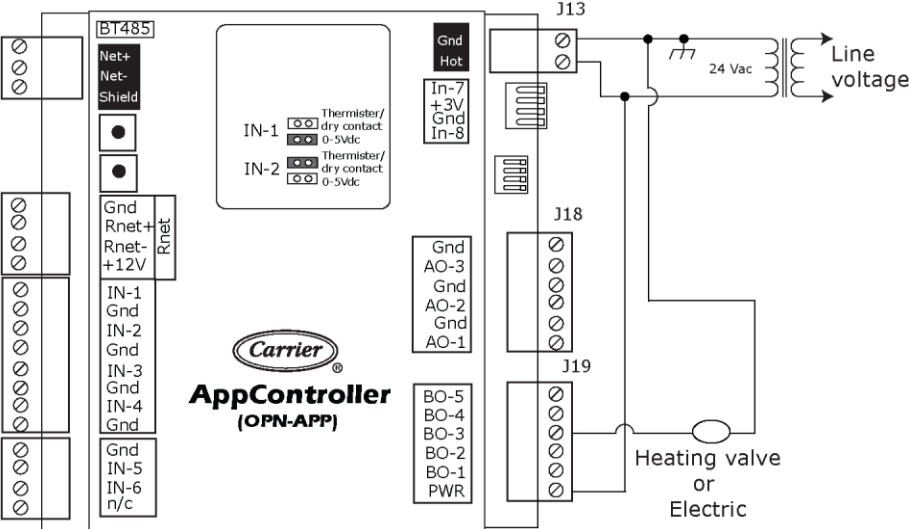 J13
BT485
Net+
Net-
Shield
Gnd
Hot
In-7
+3V
Gnd
In-8
24 Vac
Line
voltage
IN-1
Thermister/
dry contact
0-5Vdc
IN-2
Thermister/
dry contact
0-5Vdc
Gnd
Rnet+
Rnet-
+12V
Rnet
J18
Gnd
AO-3
Gnd
AO-2
Gnd
AO-1
IN-1
Gnd
IN-2
Gnd
IN-3
Gnd
IN-4
Gnd
Carrier
®
AppController
(OPN-APP)
J19
BO-5
BO-4
BO-3
BO-2
BO-1
PWR
Gnd
IN-5
IN-6
n/c
Heating valve
or
Electric